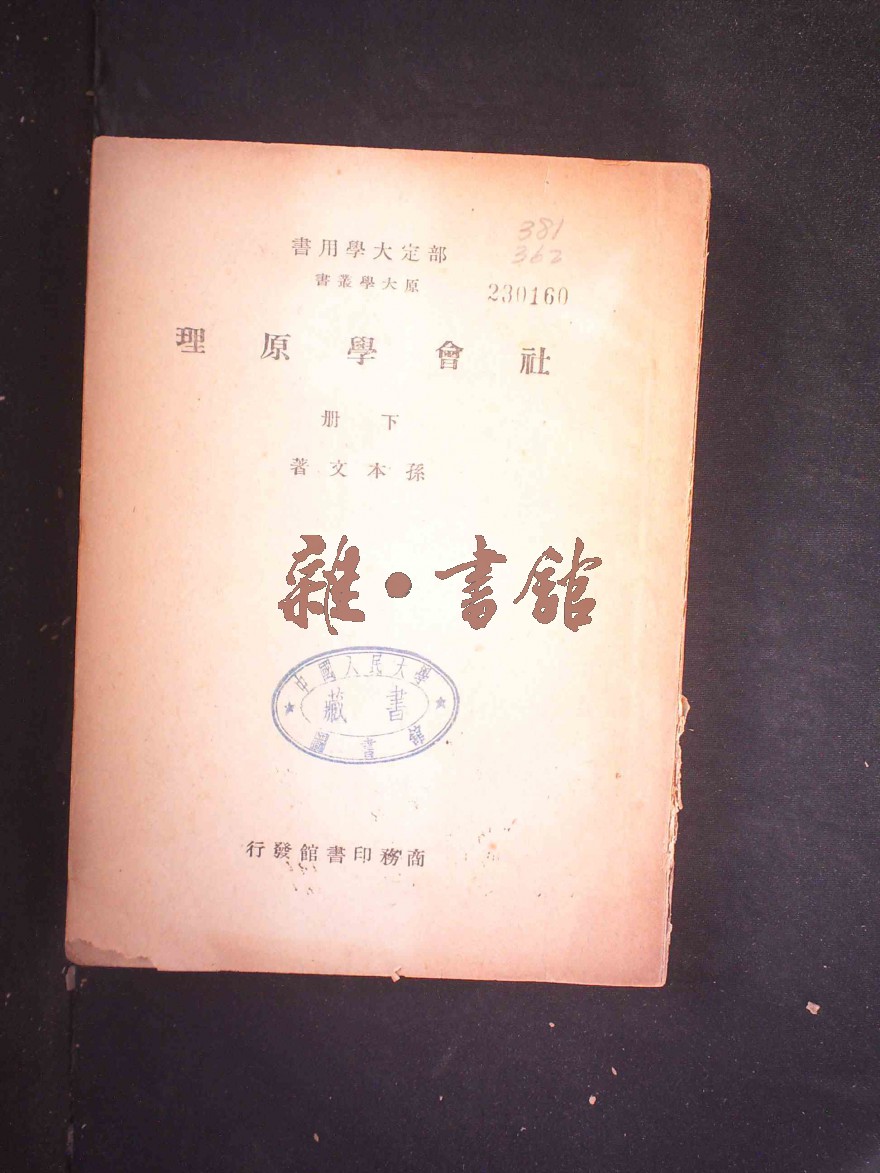 381
362
部定大學用書
原大學叢書
230160
社會學原理
下册
孫本文著
雜·書館
中國人民大學
藏書
圖書館
商務印書館發行